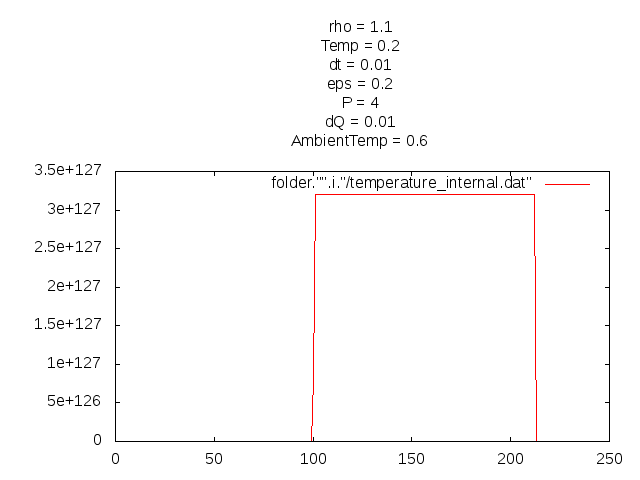 rho = 1.1
Temp = 0.2
dt = 0.01
eps = 0.2
P = 4
dQ = 0.01
AmbientTemp = 0.6
3.5e+127
folder."".i."/temperature_internal.dat"
3e+127
2.5e+127
2e+127
1.5e+127
1e+127
5e+126
0
0 50 100 150 200 250